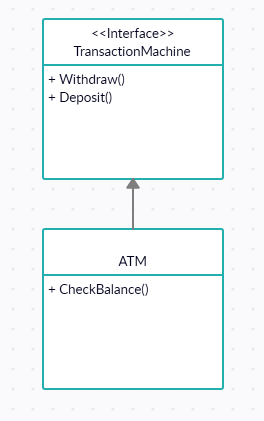 <<Interface>>
TransactionMachine
+ Withdraw()
+ Deposit()
ATM
+ CheckBalance()